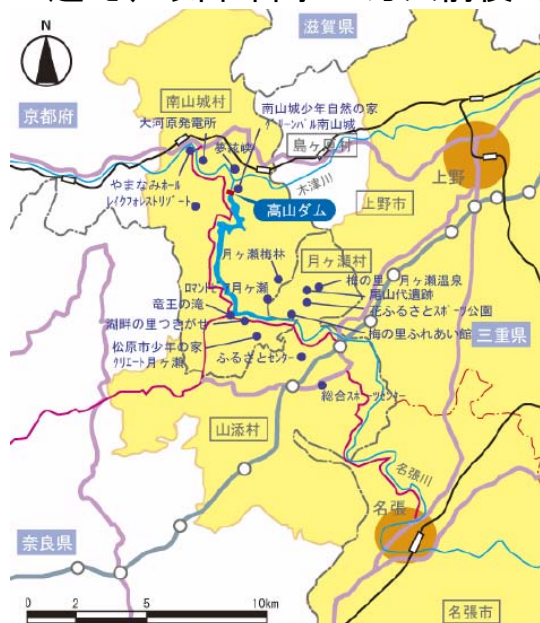 N
滋賀県
京都府
南山城村
大河原発電所
南山城少年自然の家
グリーンパル南山城
夢絃峡
島ヶ原村
やまなみホール
レイクフォレストリゾート
木津川
上野
高山ダム
上野市
月ヶ瀬梅林
月ヶ瀬村
梅の里 月ヶ瀬温泉
ロマントピア月ヶ瀬
尾山代遺跡
竜王の滝
花ふるさとスポーツ公園
湖畔の里つきがせ
梅の里ふれあい館
三重県
松原市少年の家
クリエート月ヶ瀬
ふるさとセンター
総合スポーツセンター
山添村
名張川
名張
奈良県
0 2 5 10km
名張市